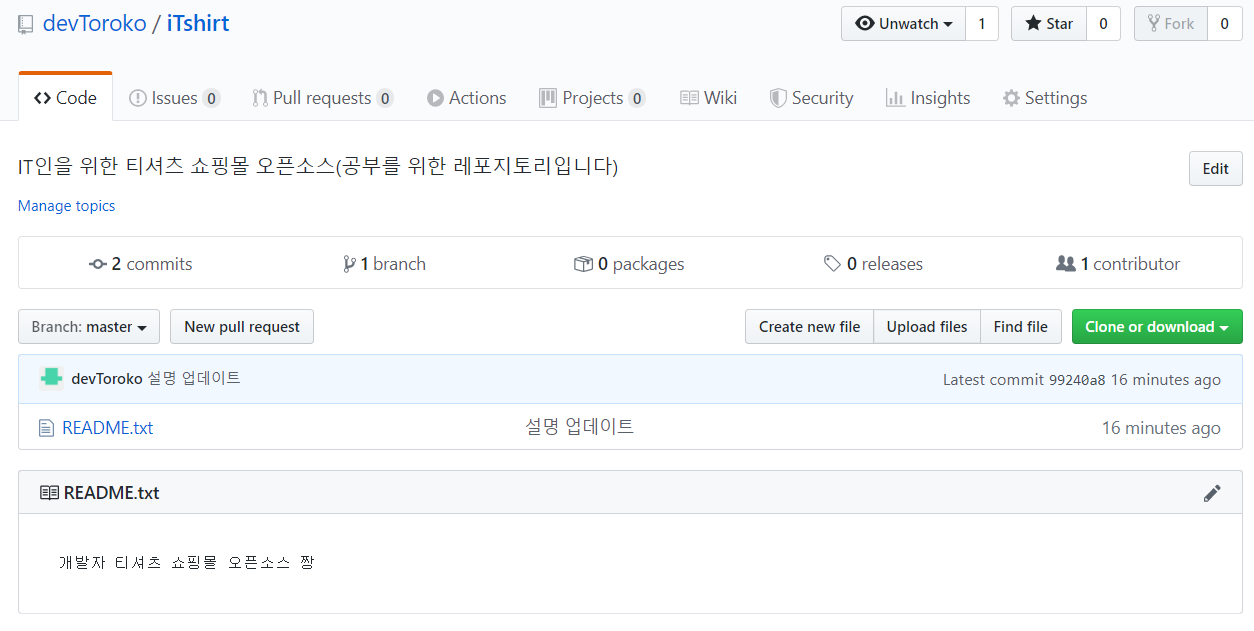 devToroko / iTshirt Unwatch 1 Star 0 Fork 0
Code Issues 0 Pull requests 0 Actions Projects 0 Wiki Security Insights Settings
IT인을 위한 티셔츠 쇼핑몰 오픈소스(공부를 위한 레포지토리입니다) Edit
Manage topics
2 commits 1 branch 0 packages 0 releases 1 contributor
Branch: master New pull request Create new file Upload files Find file Clone or download
devToroko 설명 업데이트 Latest commit 99240a8 16 minutes ago
README.txt 설명 업데이트 16 minutes ago
README.txt
개발자 티셔츠 쇼핑몰 오픈소스 짱